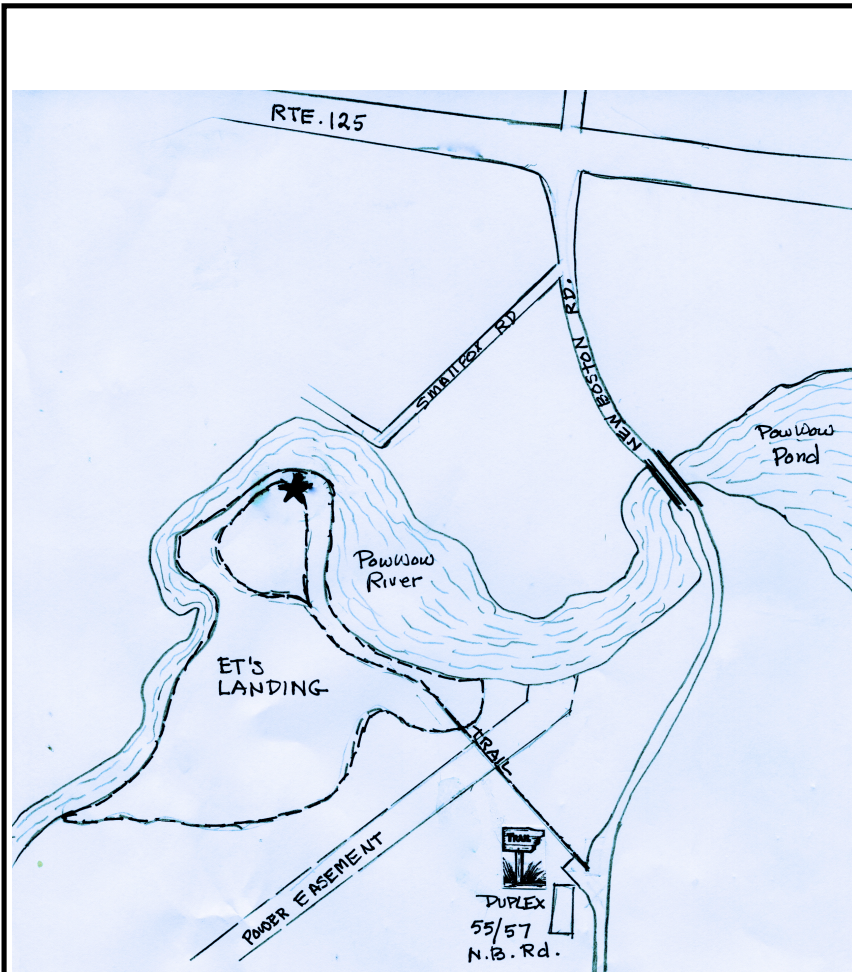 RTE. 125
SMALLFOX RD
NEW BOSTON RD.
POWWOW
Pond
POWWOW
River
ET'S
LANDING
TRAIL
TRAIL
POWER EASEMENT
DUPLEX
55/57
N.B. Rd.